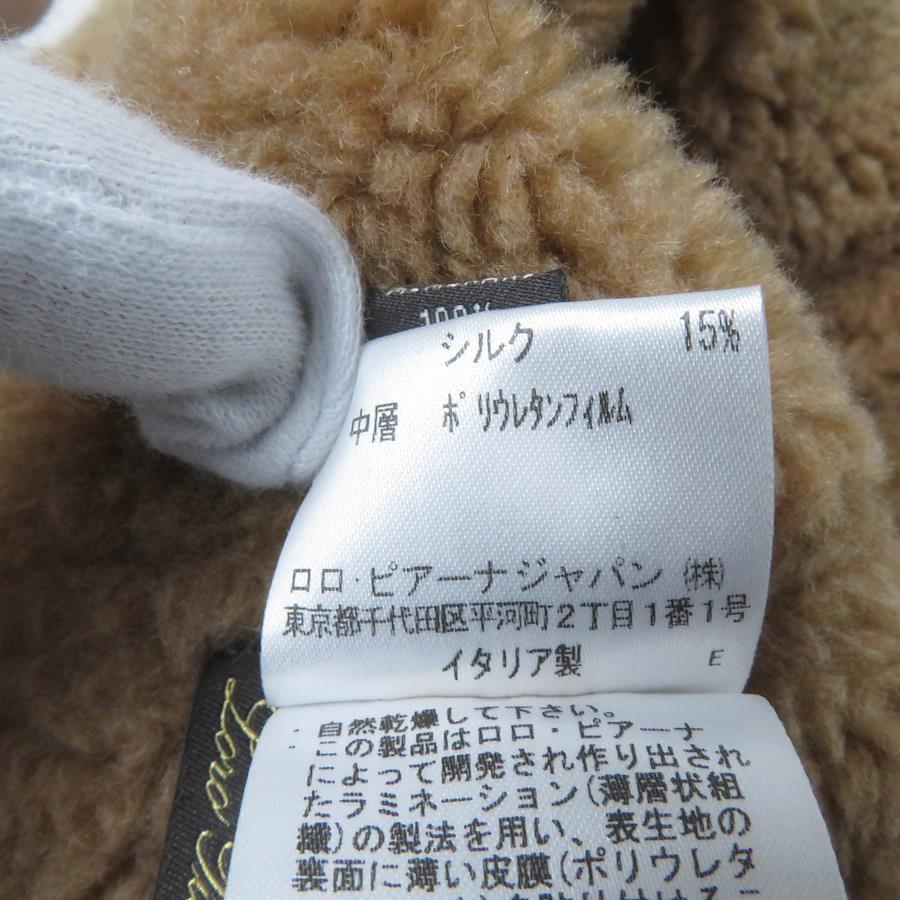 100%
シルク 15%
中層 ポリウレタンフィルム
ロロ・ピアーナジャパン (株)
東京都千代田区平河町2丁目1番1号
イタリア製 E
: 自然乾燥して下さい。
: この製品はロロ・ピアーナ
によって開発され作り出され
たラミネーション(薄層状組
織)の製法を用い、表生地の
裏面に薄い皮膜(ポリウレタ
Loro